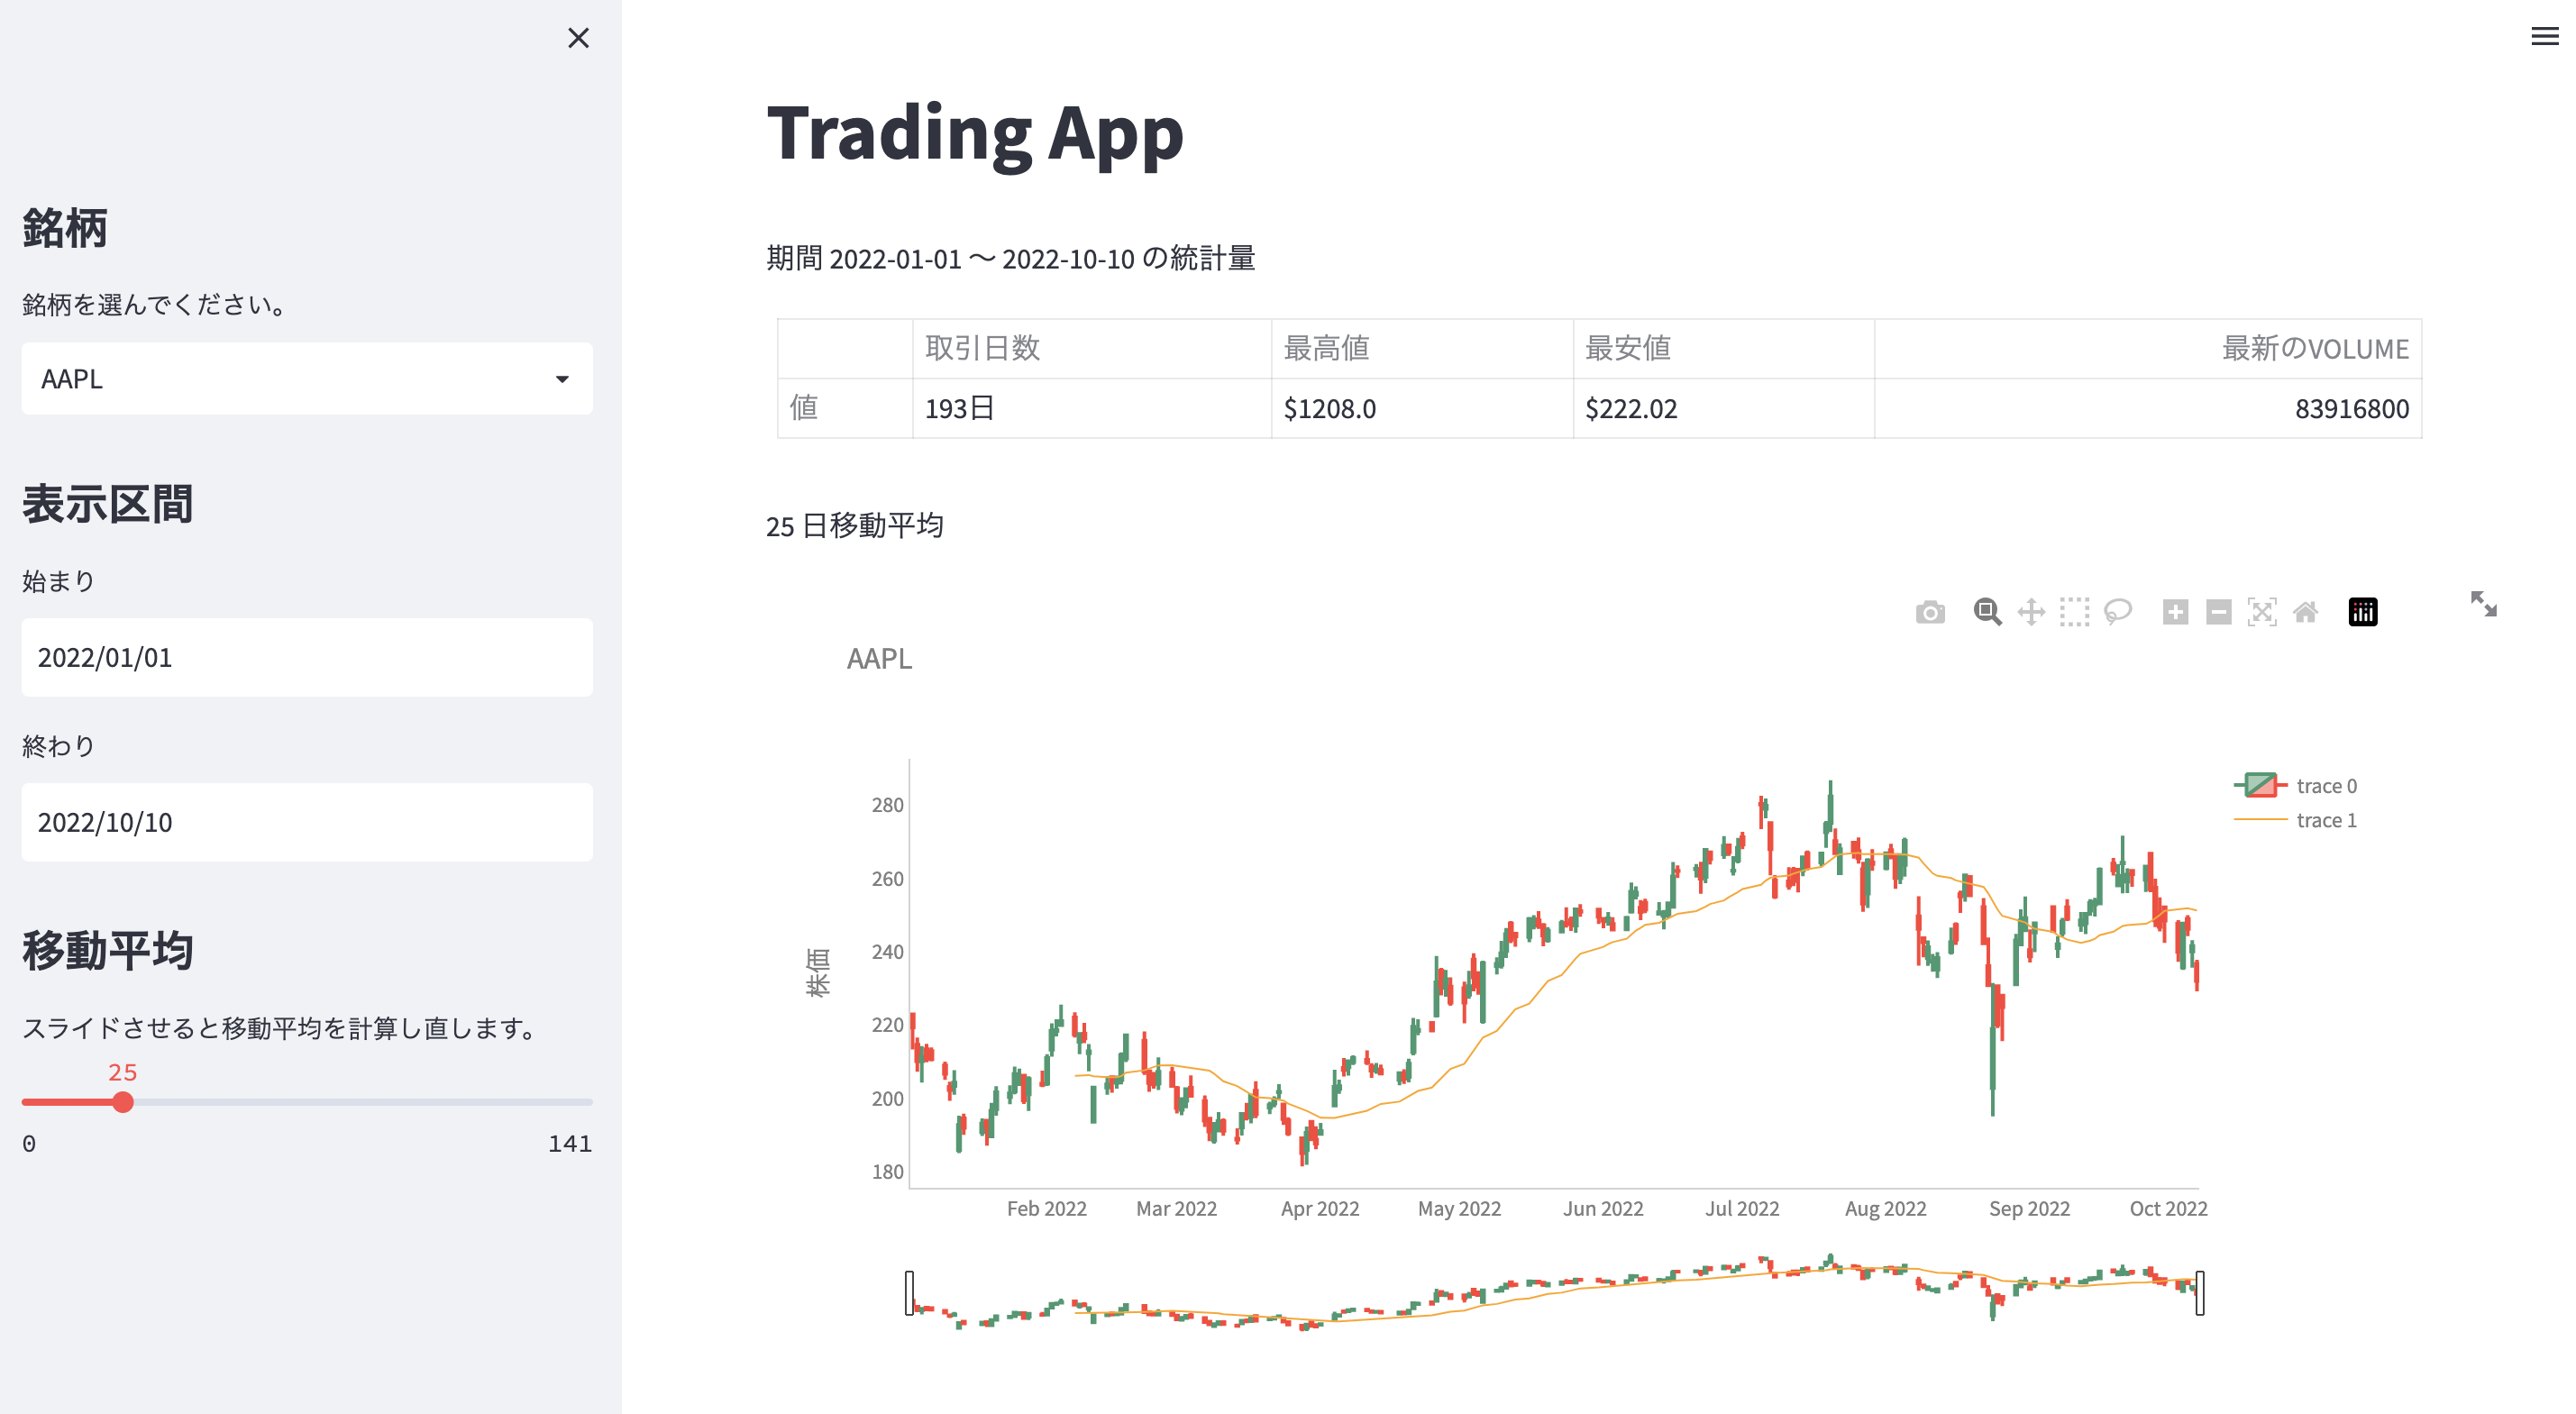 銘柄
銘柄を選んでください。
AAPL
表示区間
始まり
2022/01/01
終わり
2022/10/10
移動平均
スライドさせると移動平均を計算し直します。
25
0 141
Trading App
期間 2022-01-01 〜 2022-10-10 の統計量
取引日数 最高値 最安値 最新のVOLUME
値 193日 $1208.0 $222.02 83916800
25 日移動平均
AAPL
trace 0
trace 1
株価
280
260
240
220
200
180
Feb 2022 Mar 2022 Apr 2022 May 2022 Jun 2022 Jul 2022 Aug 2022 Sep 2022 Oct 2022